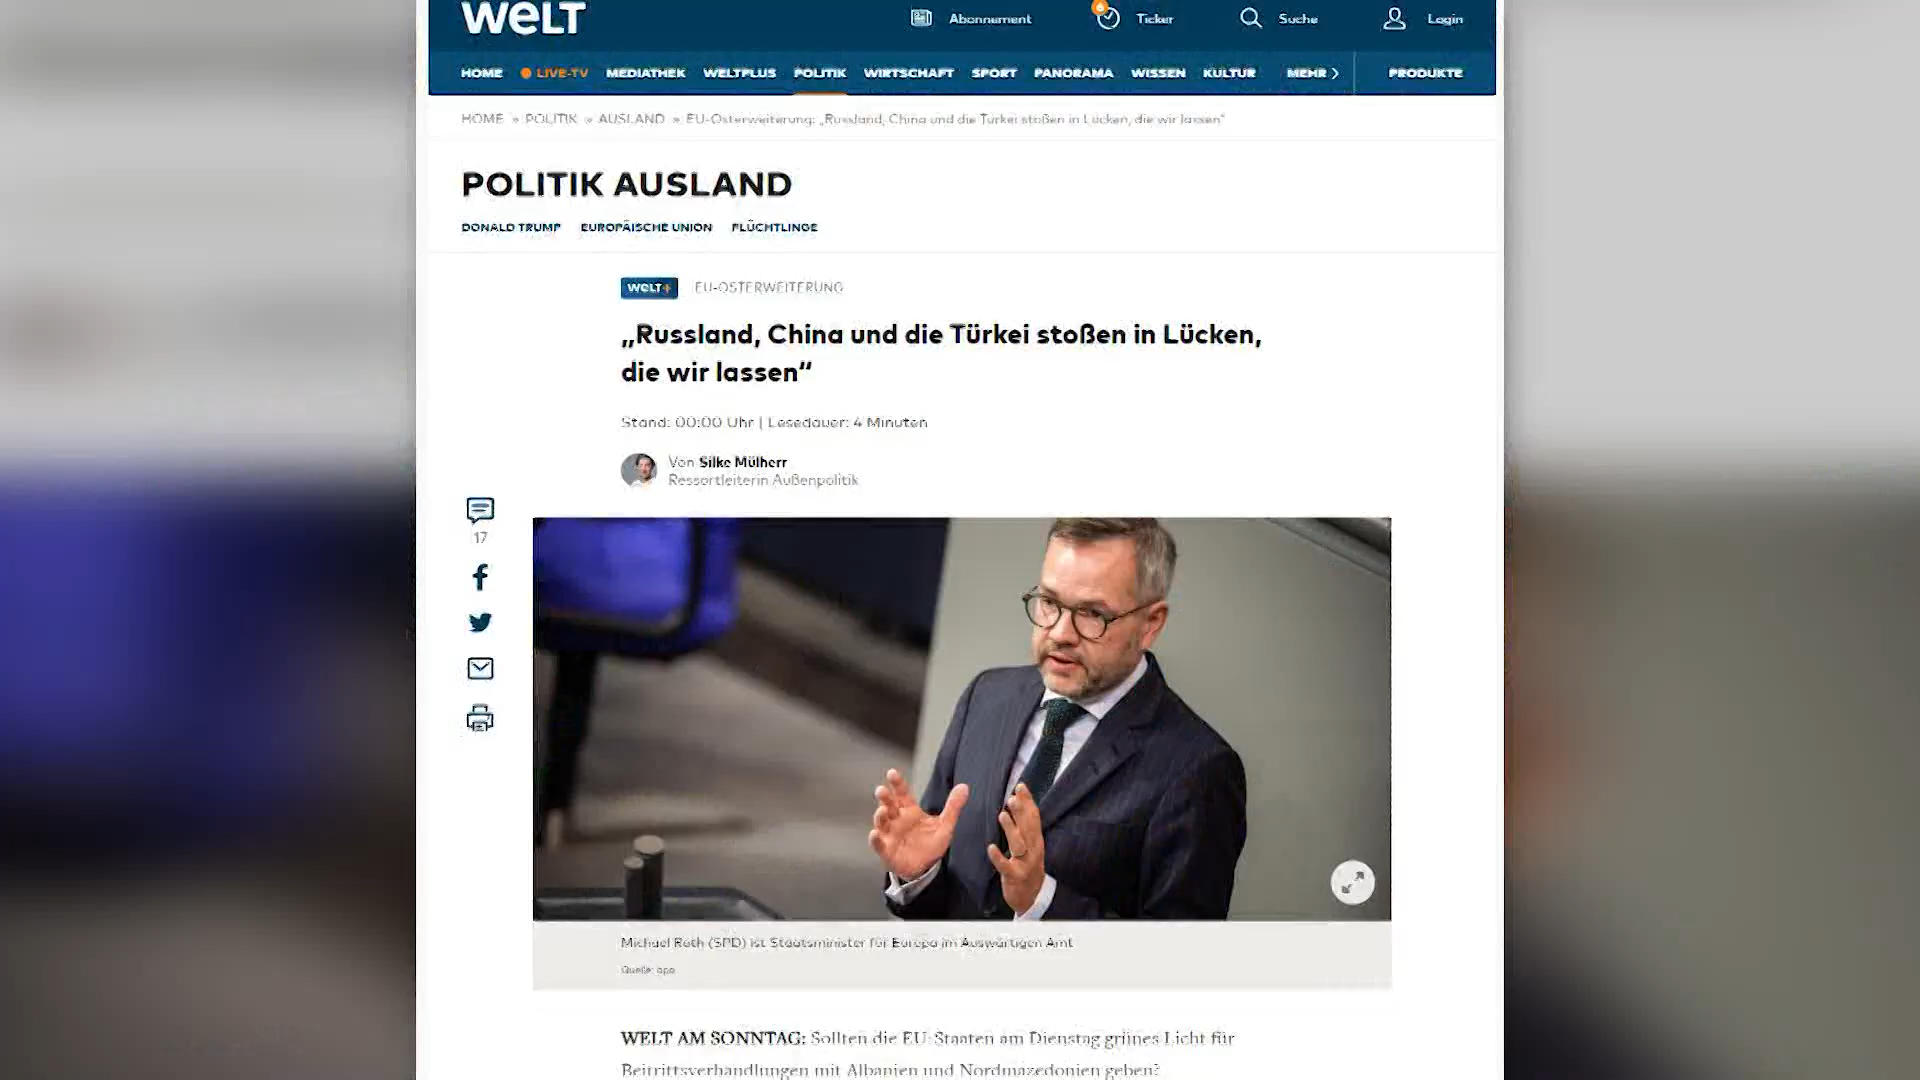 WELT
Abonnement
6
Ticker
Suche
Login
HOME LIVE-TV MEDIATHEK WELTPLUS POLITIK WIRTSCHAFT SPORT PANORAMA WISSEN KULTUR MEHR PRODUKTE
HOME » POLITIK » AUSLAND » EU-Osterweiterung: „Russland, China und die Türkei stoßen in Lücken, die wir lassen“
POLITIK AUSLAND
DONALD TRUMP EUROPÄISCHE UNION FLÜCHTLINGE
WELT+ EU-OSTERWEITERUNG
„Russland, China und die Türkei stoßen in Lücken,
die wir lassen“
Stand: 00:00 Uhr | Lesedauer: 4 Minuten
Von Silke Mülherr
Ressortleiterin Außenpolitik
17
Michael Roth (SPD) ist Staatsminister für Europa im Auswärtigen Amt
Quelle: dpa
WELT AM SONNTAG: Sollten die EU-Staaten am Dienstag grünes Licht für
Beitrittsverhandlungen mit Albanien und Nordmazedonien geben?